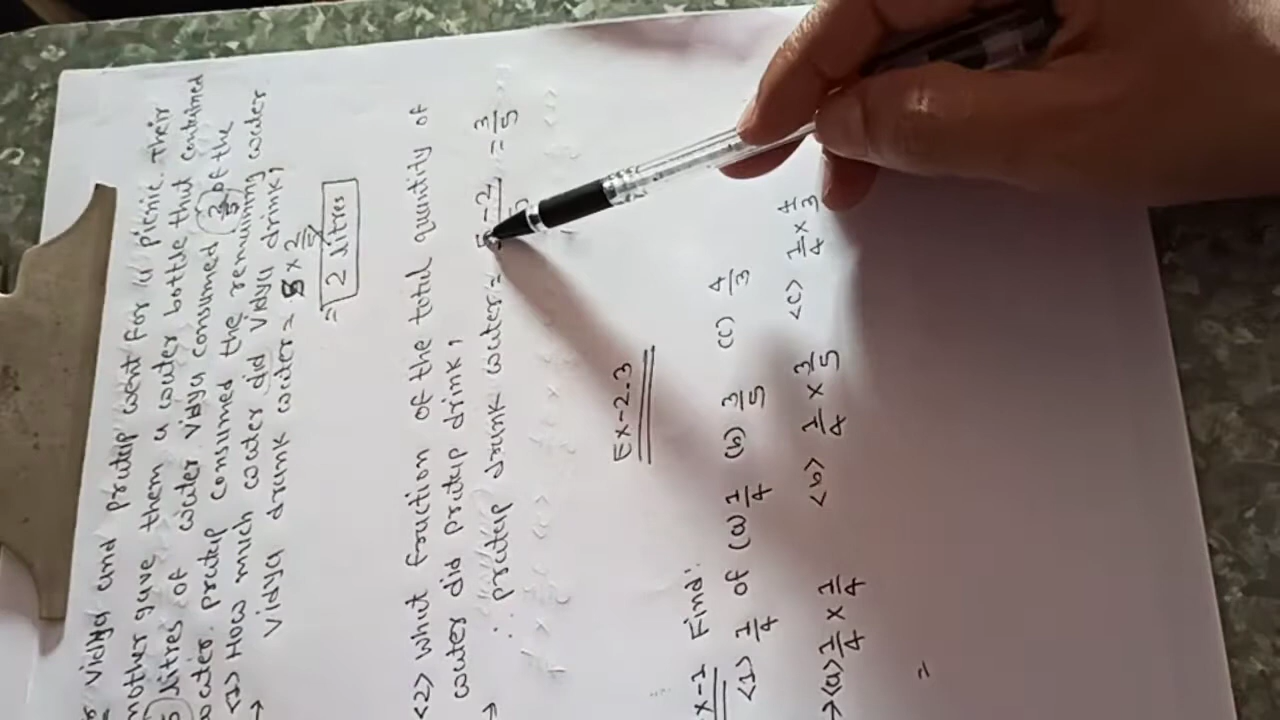 Vidya and pratap went for a picnic. Their
mother gave them a water bottle that contained
5 litres of water. Vidya consumed 2/5 of the
water. pratap consumed the remaining water
<1> How much water did Vidya drink?
→ Vidya drank water = 5 × 2/5
= 2 litres
<2> What fraction of the total quantity of
water did pratap drink?
→ ∴ pratap drank water = 5-2/5 = 3/5
Ex-2.3
Ex-1 Find:
<1> 1/4 of (a) 1/4 (b) 3/5 (c) 4/3
→ <a> 1/4 × 1/4 <b> 1/4 × 3/5 <c> 1/4 × 4/3
=